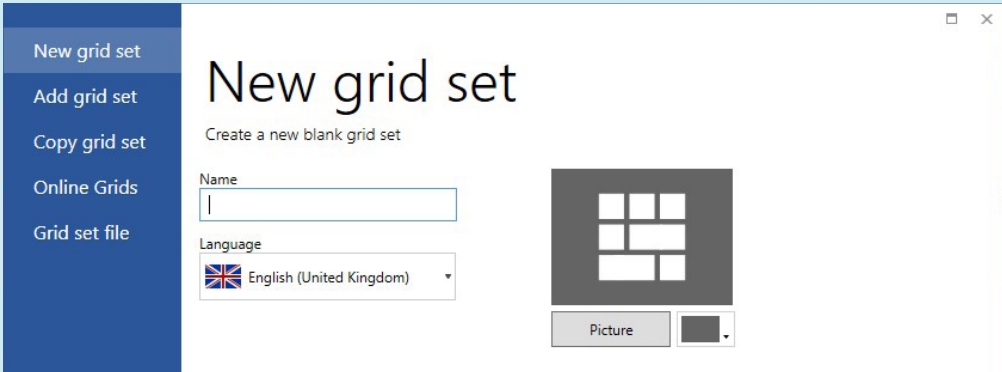 New grid set
Add grid set
Copy grid set
Online Grids
Grid set file
New grid set
Create a new blank grid set
Name
Language
English (United Kingdom)
Picture